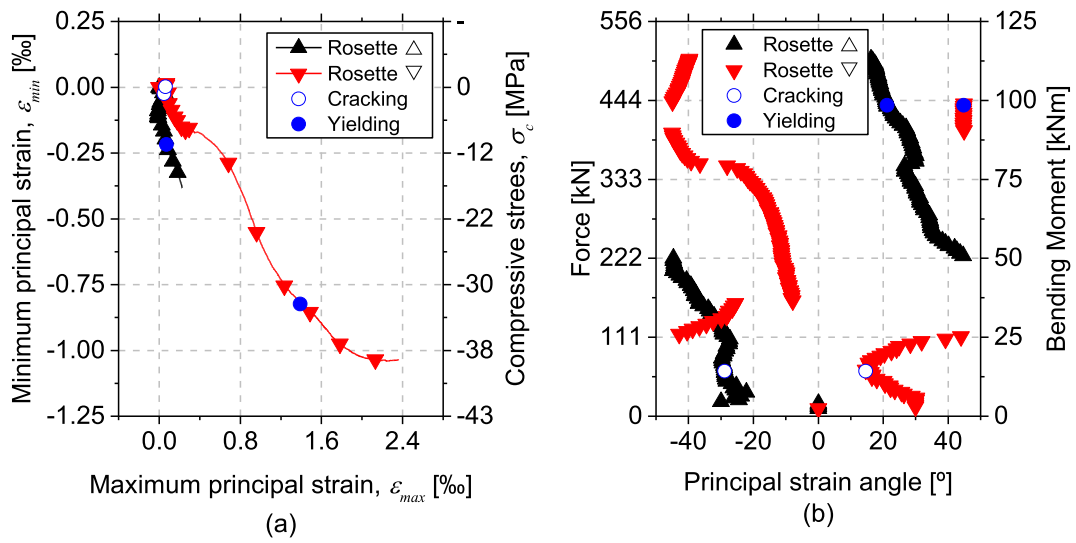 0.25
0.00
-0.25
-0.50
-0.75
-1.00
-1.25
Minimum principal strain, ε_min [‰]
0.0 0.8 1.6 2.4
Maximum principal strain, ε_max [‰]
(a)
-
0
-12
-22
-30
-38
-43
Compressive strees, σ_c [MPa]
Rosette △
Rosette ▽
Cracking
Yielding
556
444
333
222
111
0
Force [kN]
-40 -20 0 20 40
Principal strain angle [º]
(b)
125
100
75
50
25
0
Bending Moment [kNm]
Rosette △
Rosette ▽
Cracking
Yielding